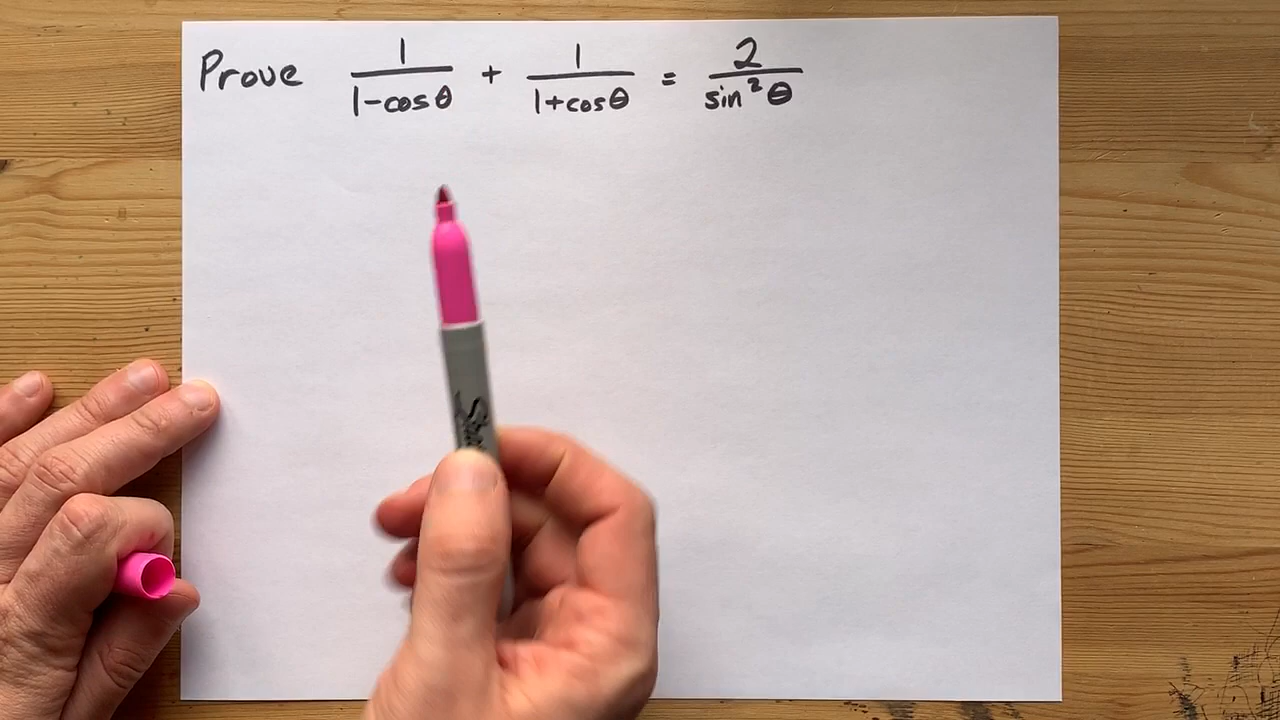 Prove 1/(1-cosθ) + 1/(1+cosθ) = 2/sin²θ